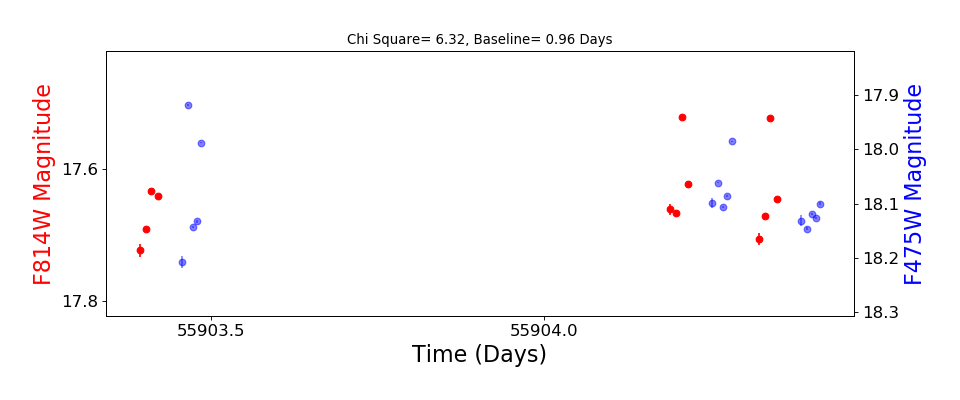 Chi Square= 6.32, Baseline= 0.96 Days
F814W Magnitude
17.6
17.8
17.9
18.0
18.1
18.2
18.3
F475W Magnitude
55903.5
55904.0
Time (Days)